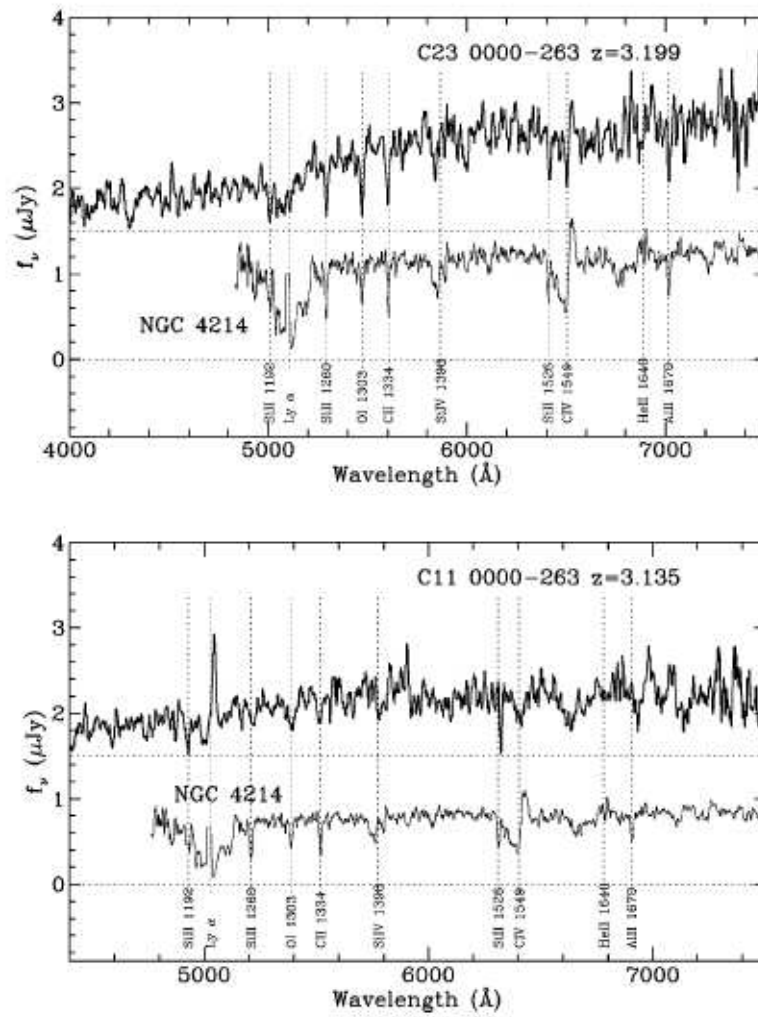 C23 0000-263 z=3.199
4
3
2
1
0
f_ν (μJy)
NGC 4214
SiII 1192
Ly α
SiII 1260
OI 1303
CII 1334
SiIV 1396
SiII 1526
CIV 1549
HeII 1640
AlII 1670
4000 5000 6000 7000
Wavelength (Å)
C11 0000-263 z=3.135
4
3
2
1
0
f_ν (μJy)
NGC 4214
SiII 1192
Ly α
SiII 1260
OI 1303
CII 1334
SiIV 1396
SiII 1526
CIV 1549
HeII 1640
AlII 1670
5000 6000 7000
Wavelength (Å)